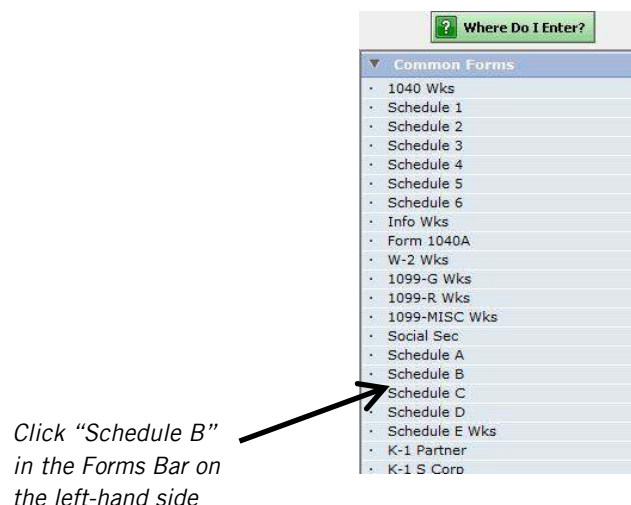 Where Do I Enter?
Common Forms
1040 Wks
Schedule 1
Schedule 2
Schedule 3
Schedule 4
Schedule 5
Schedule 6
Info Wks
Form 1040A
W-2 Wks
1099-G Wks
1099-R Wks
1099-MISC Wks
Social Sec
Schedule A
Schedule B
Schedule C
Schedule D
Schedule E Wks
K-1 Partner
K-1 S Corp
Click “Schedule B”
in the Forms Bar on
the left-hand side